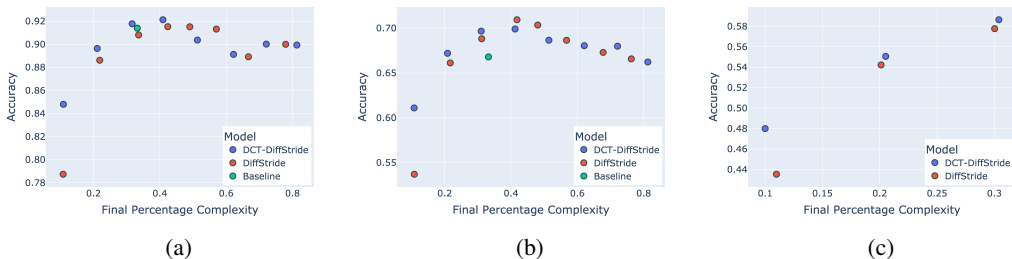 0.92
0.90
0.88
0.86
0.84
0.82
0.80
0.78
Accuracy
0.2
0.4
0.6
0.8
Final Percentage Complexity
Model
DCT-DiffStride
DiffStride
Baseline
(a)
0.70
0.65
0.60
0.55
Accuracy
0.2
0.4
0.6
0.8
Final Percentage Complexity
Model
DCT-DiffStride
DiffStride
Baseline
(b)
0.58
0.56
0.54
0.52
0.50
0.48
0.46
0.44
Accuracy
0.1
0.15
0.2
0.25
0.3
Final Percentage Complexity
Model
DCT-DiffStride
DiffStride
(c)